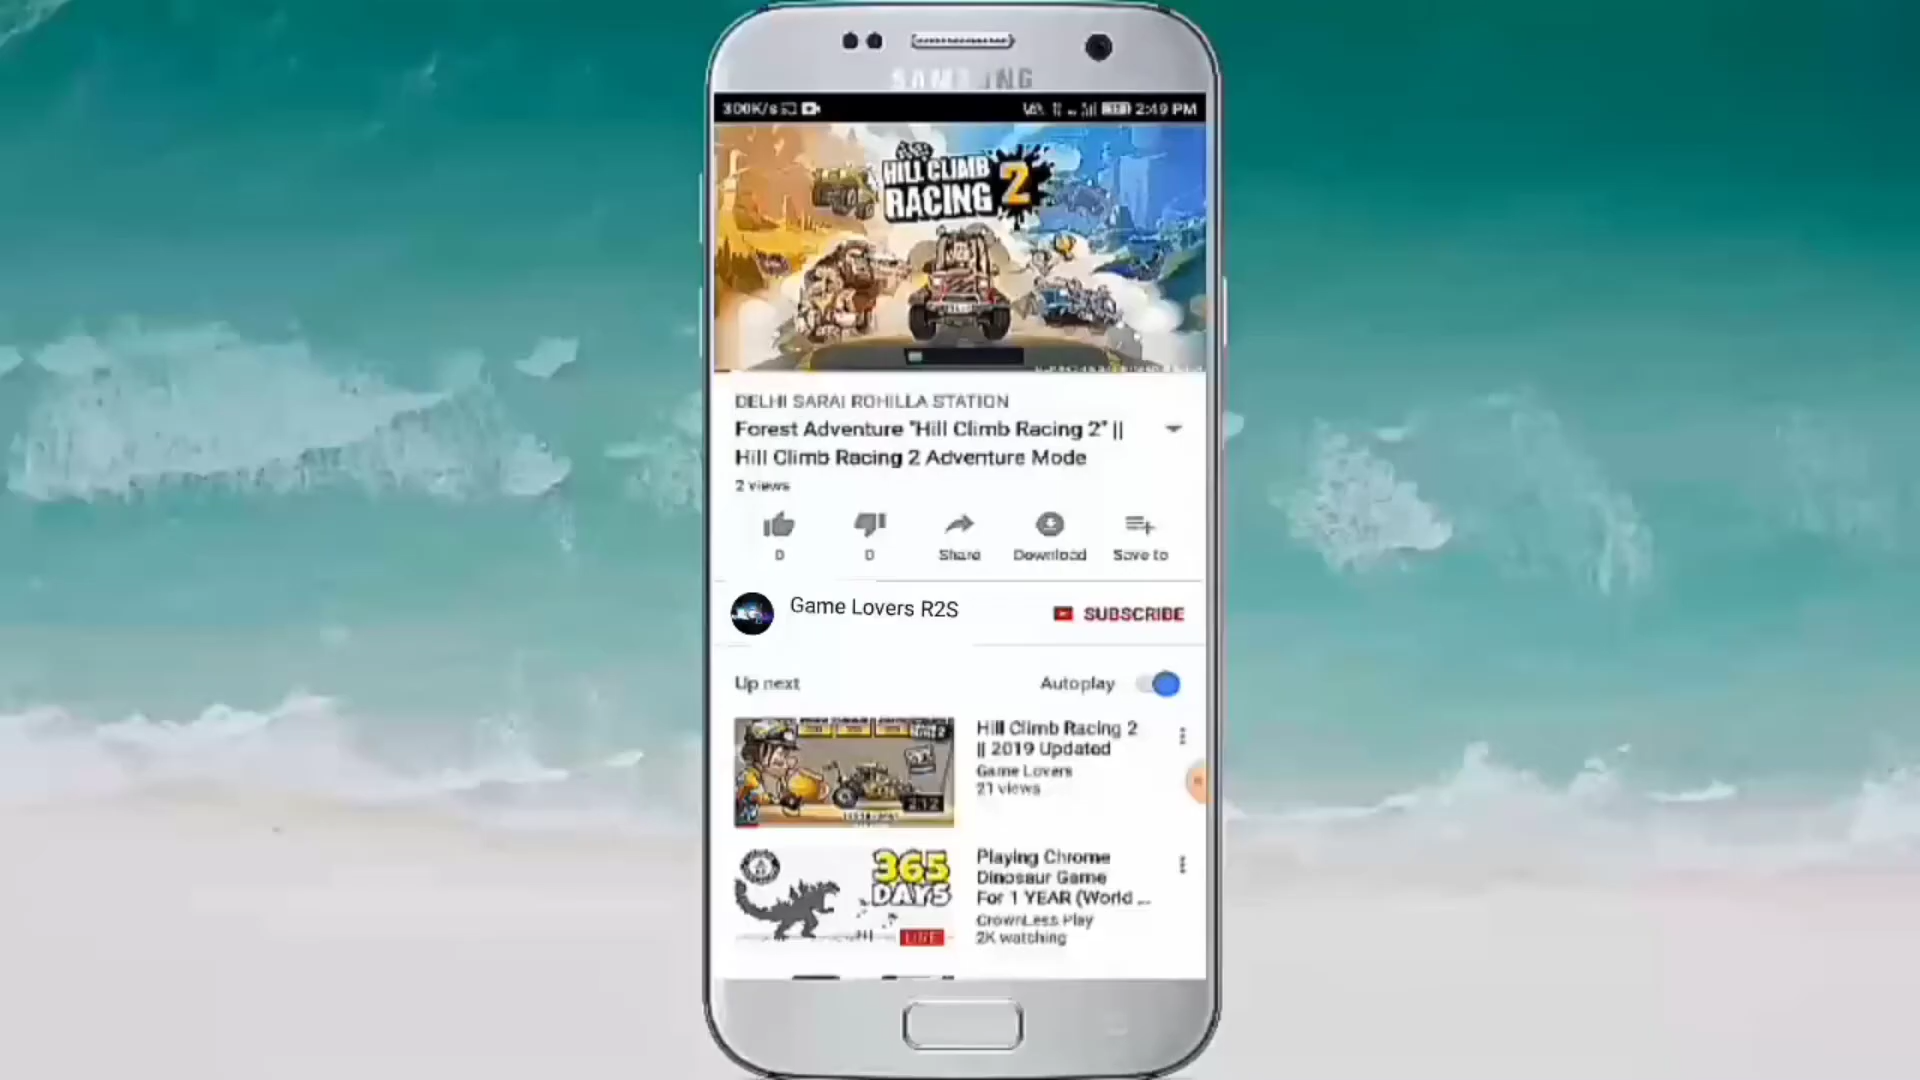 SAMSUNG
300K/s
2:49 PM
HILL CLIMB
RACING 2
DELHI SARAI ROHILLA STATION
Forest Adventure "Hill Climb Racing 2" ||
Hill Climb Racing 2 Adventure Mode
2 views
0
0
Share
Download
Save to
Game Lovers R2S
SUBSCRIBE
Up next
Autoplay
2:12
Hill Climb Racing 2
|| 2019 Updated
Game Lovers
21 views
365
DAYS
LIVE
Playing Chrome
Dinosaur Game
For 1 YEAR (World ...
CrownLess Play
2K watching